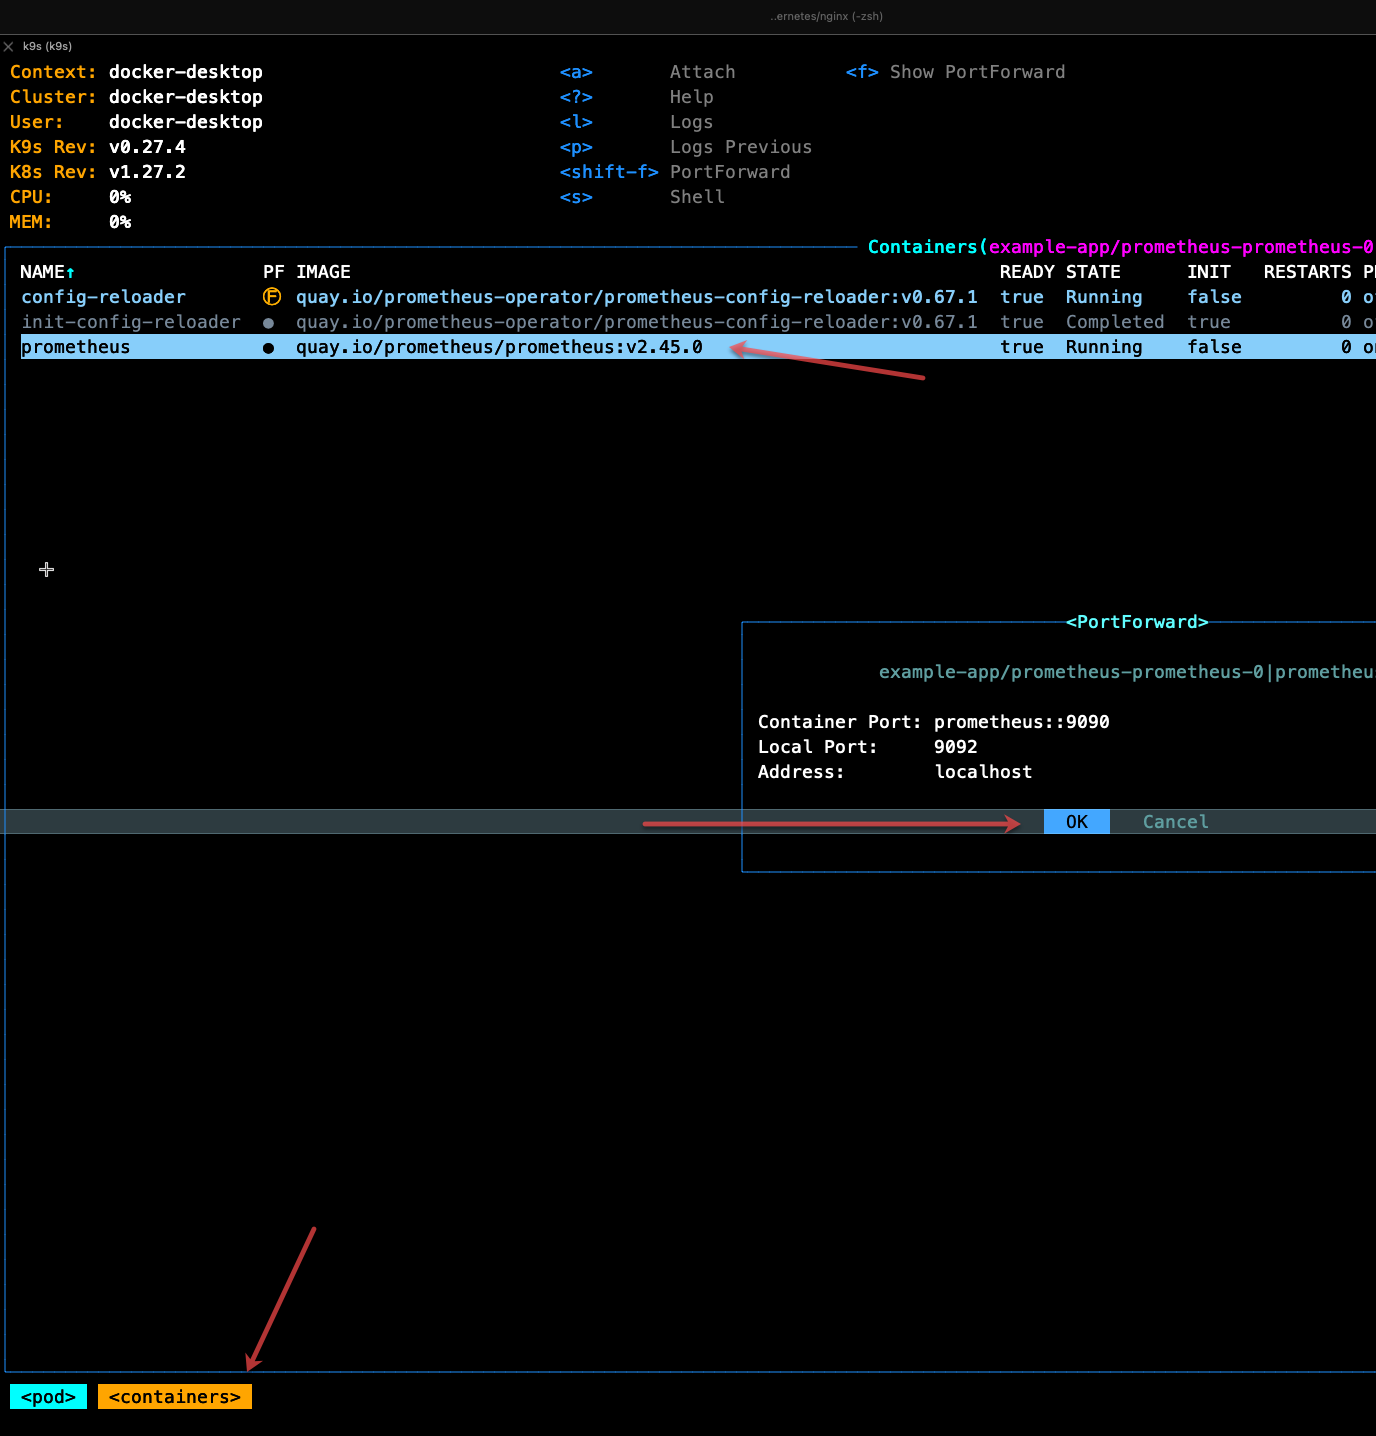 ..ernetes/nginx (-zsh)
k9s (k9s)
Context: docker-desktop <a> Attach <f> Show PortForward
Cluster: docker-desktop <?> Help
User: docker-desktop <l> Logs
K9s Rev: v0.27.4 <p> Logs Previous
K8s Rev: v1.27.2 <shift-f> PortForward
CPU: 0% <s> Shell
MEM: 0%
Containers(example-app/prometheus-prometheus-0
NAME↑ PF IMAGE READY STATE INIT RESTARTS
config-reloader Ⓕ quay.io/prometheus-operator/prometheus-config-reloader:v0.67.1 true Running false 0
init-config-reloader ● quay.io/prometheus-operator/prometheus-config-reloader:v0.67.1 true Completed true 0
prometheus ● quay.io/prometheus/prometheus:v2.45.0 true Running false 0
<PortForward>
example-app/prometheus-prometheus-0|prometheus
Container Port: prometheus::9090
Local Port: 9092
Address: localhost
OK Cancel
<pod> <containers>